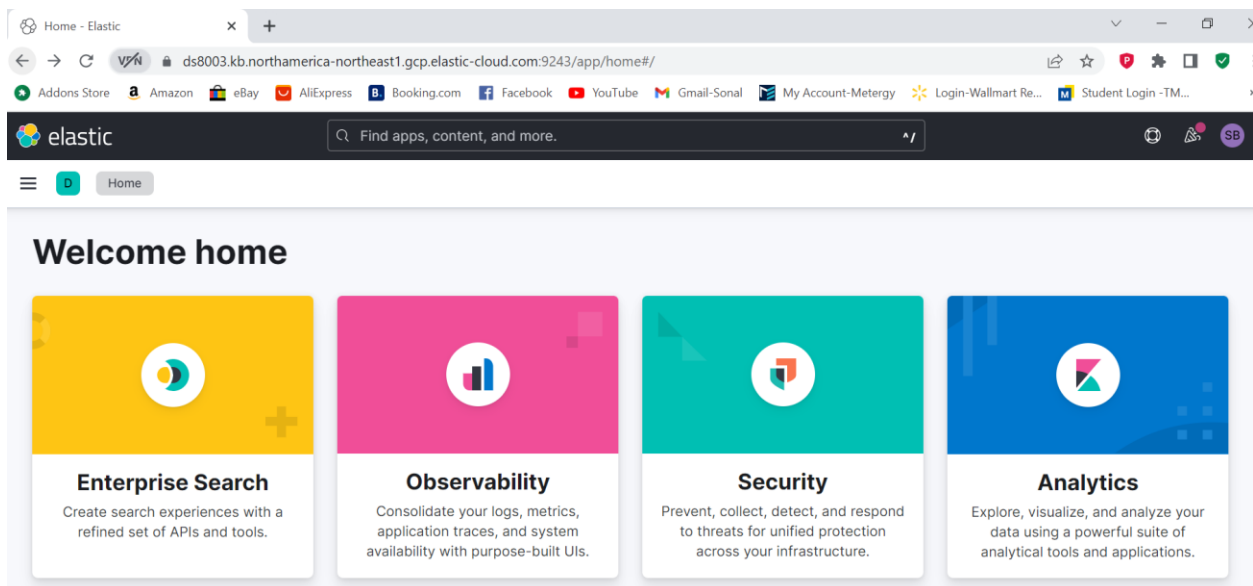 Home - Elastic
VPN ds8003.kb.northamerica-northeast1.gcp.elastic-cloud.com:9243/app/home#/
Addons Store Amazon eBay AliExpress Booking.com Facebook YouTube Gmail-Sonal My Account-Metergy Login-Wallmart Re... Student Login -TM...
elastic Find apps, content, and more. ^/ SB
D Home
Welcome home
Enterprise Search
Create search experiences with a
refined set of APIs and tools.
Observability
Consolidate your logs, metrics,
application traces, and system
availability with purpose-built UIs.
Security
Prevent, collect, detect, and respond
to threats for unified protection
across your infrastructure.
Analytics
Explore, visualize, and analyze your
data using a powerful suite of
analytical tools and applications.